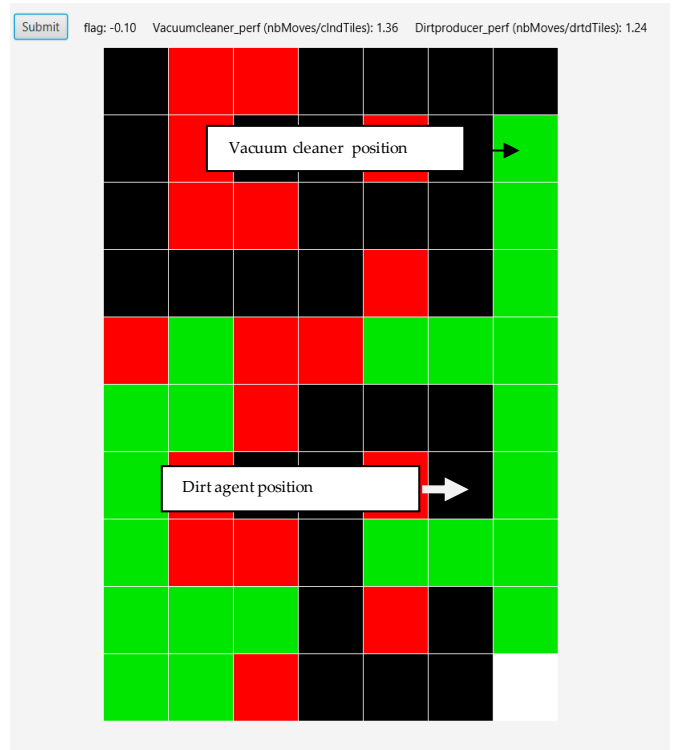 Submit flag: -0.10 Vacuumcleaner_perf (nbMoves/clndTiles): 1.36 Dirtproducer_perf (nbMoves/drtdTiles): 1.24
Vacuum cleaner position
Dirt agent position